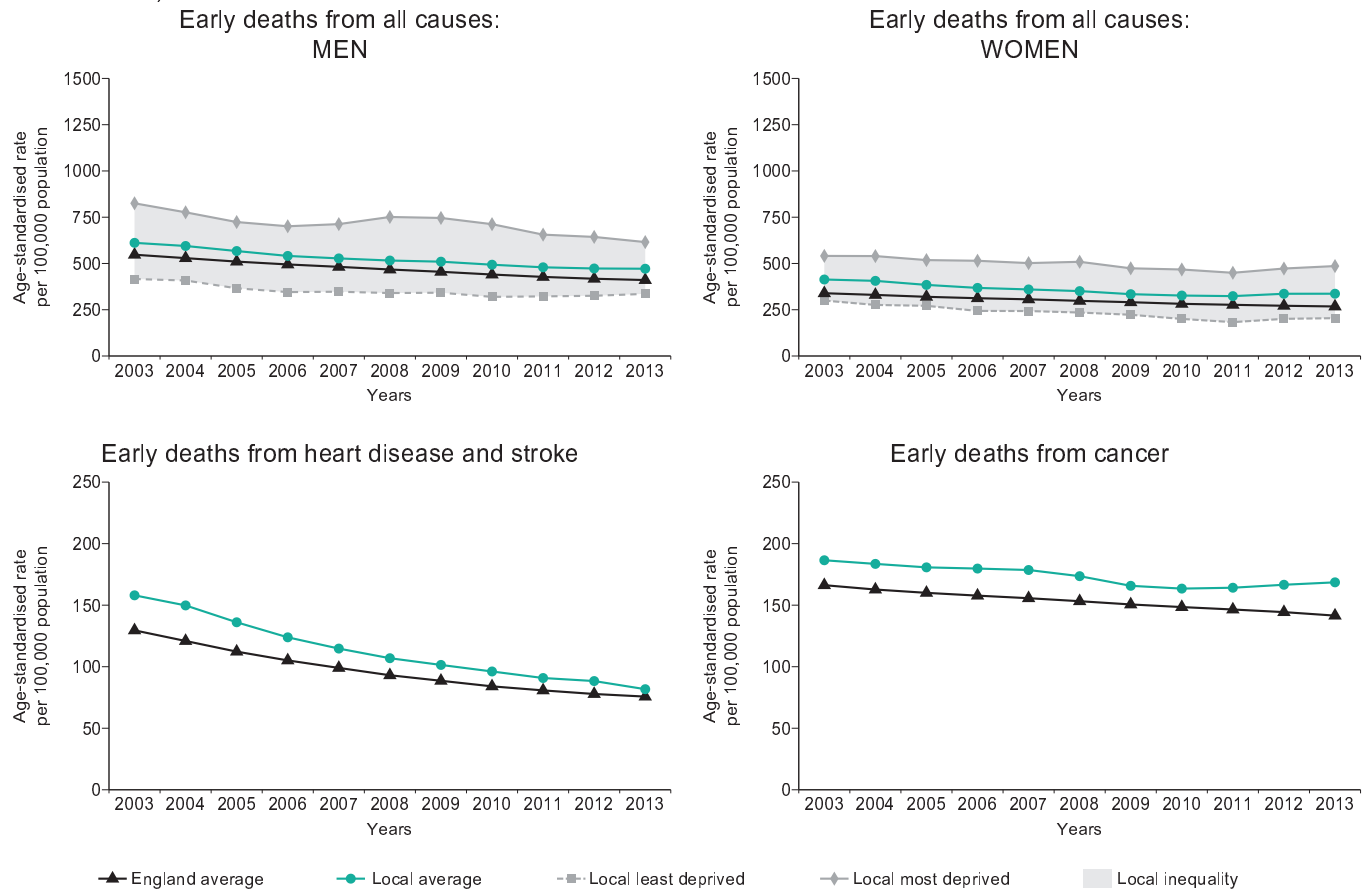 Early deaths from all causes:
MEN
1500
1250
1000
750
500
250
0
Age-standardised rate
per 100,000 population
2003 2004 2005 2006 2007 2008 2009 2010 2011 2012 2013
Years
Early deaths from all causes:
WOMEN
1500
1250
1000
750
500
250
0
Age-standardised rate
per 100,000 population
2003 2004 2005 2006 2007 2008 2009 2010 2011 2012 2013
Years
Early deaths from heart disease and stroke
250
200
150
100
50
0
Age-standardised rate
per 100,000 population
2003 2004 2005 2006 2007 2008 2009 2010 2011 2012 2013
Years
Early deaths from cancer
250
200
150
100
50
0
Age-standardised rate
per 100,000 population
2003 2004 2005 2006 2007 2008 2009 2010 2011 2012 2013
Years
England average Local average Local least deprived Local most deprived Local inequality